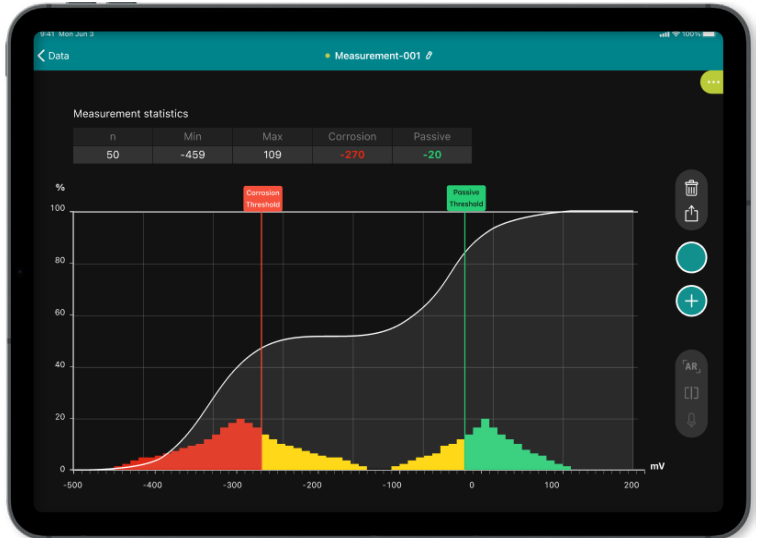 9:41 Mon Jun 3
100%
Data
Measurement-001
Measurement statistics
n Min Max Corrosion Passive
50 -459 109 -270 -20
%
Corrosion
Threshold
Passive
Threshold
100
80
60
40
20
0
mV
-500 -400 -300 -200 -100 0 100 200
AR